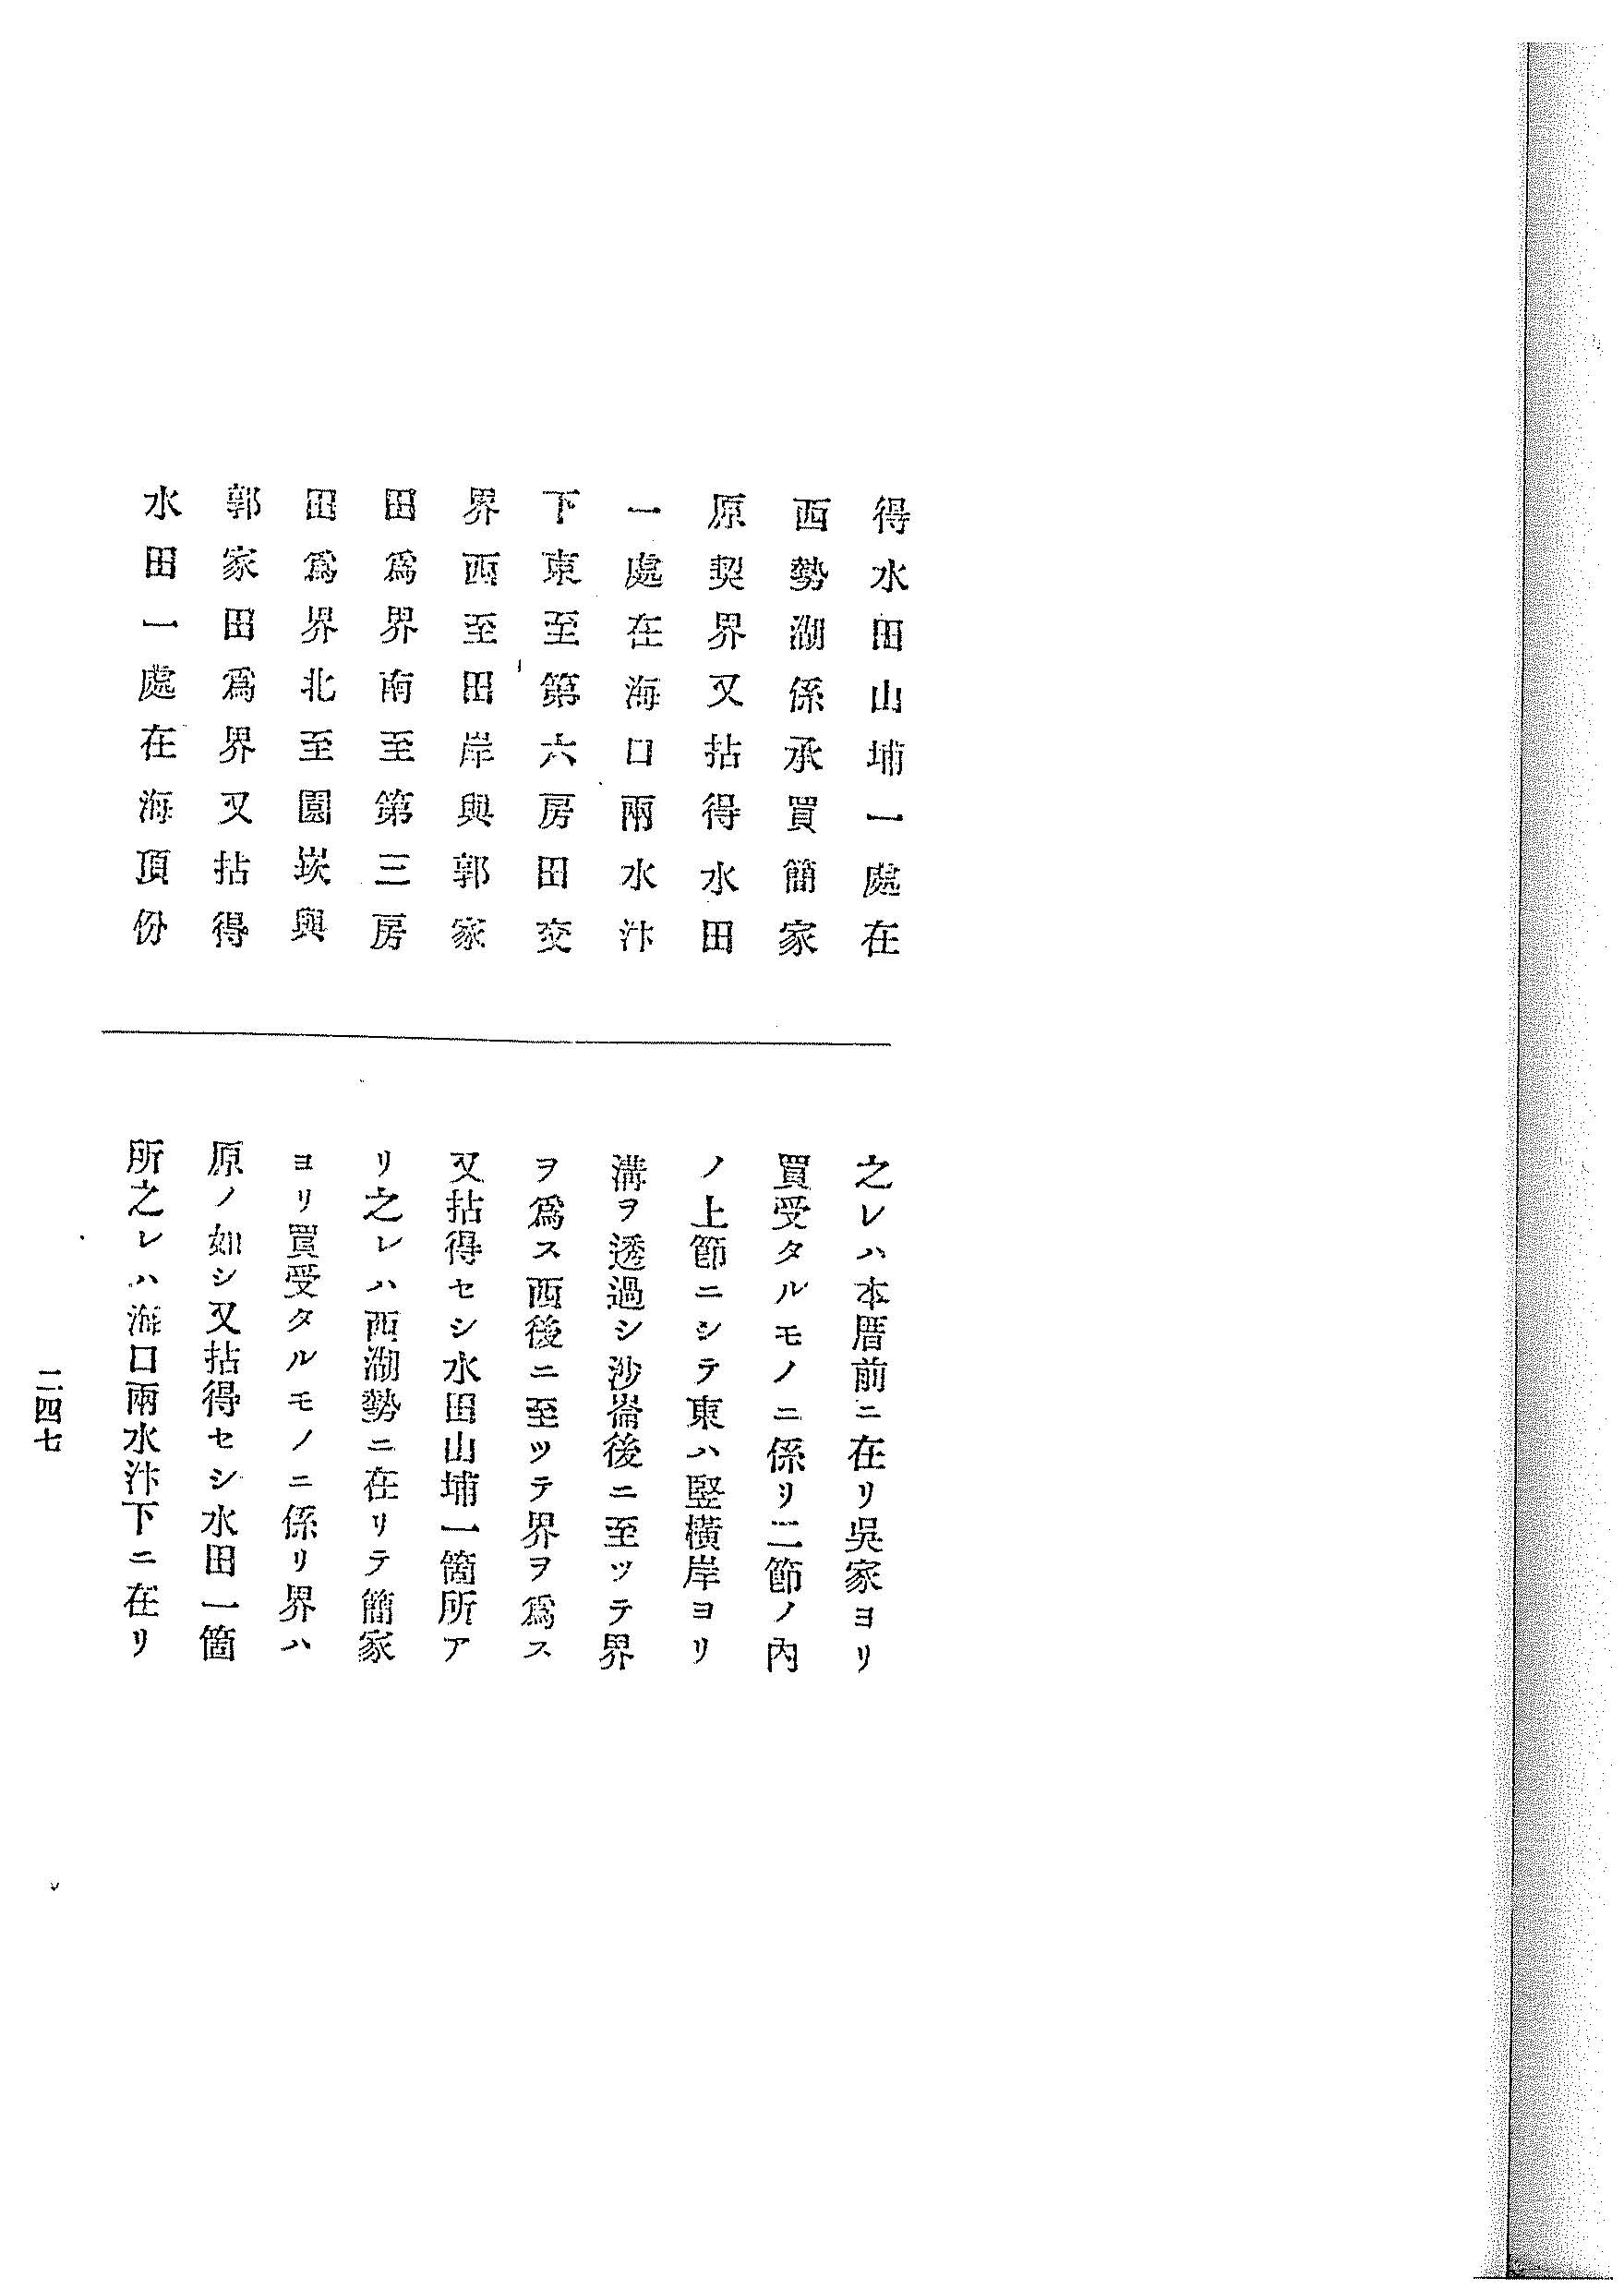 得水田山埔一處在
西勢湖係承買簡家
原契界又拈得水田
一處在海口兩水汴
下東至第六房田交
界西至田岸與郭家
田爲界南至第三房
田爲界北至園崁與
郭家田爲界又拈得
水田一處在海頂份
之レハ本厝前ニ在リ吳家ヨリ
買受タルモノニ係リ二節ノ內
ノ上節ニシテ東ハ竪橫岸ヨリ
溝ヲ透過シ沙崙後ニ至ツテ界
ヲ爲ス西後ニ至ツテ界ヲ爲ス
又拈得セシ水田山埔一箇所ア
リ之レハ西湖勢ニ在リテ簡家
ヨリ買受タルモノニ係リ界ハ
原ノ如シ又拈得セシ水田一箇
所之レハ海口兩水汴下ニ在リ
二四七